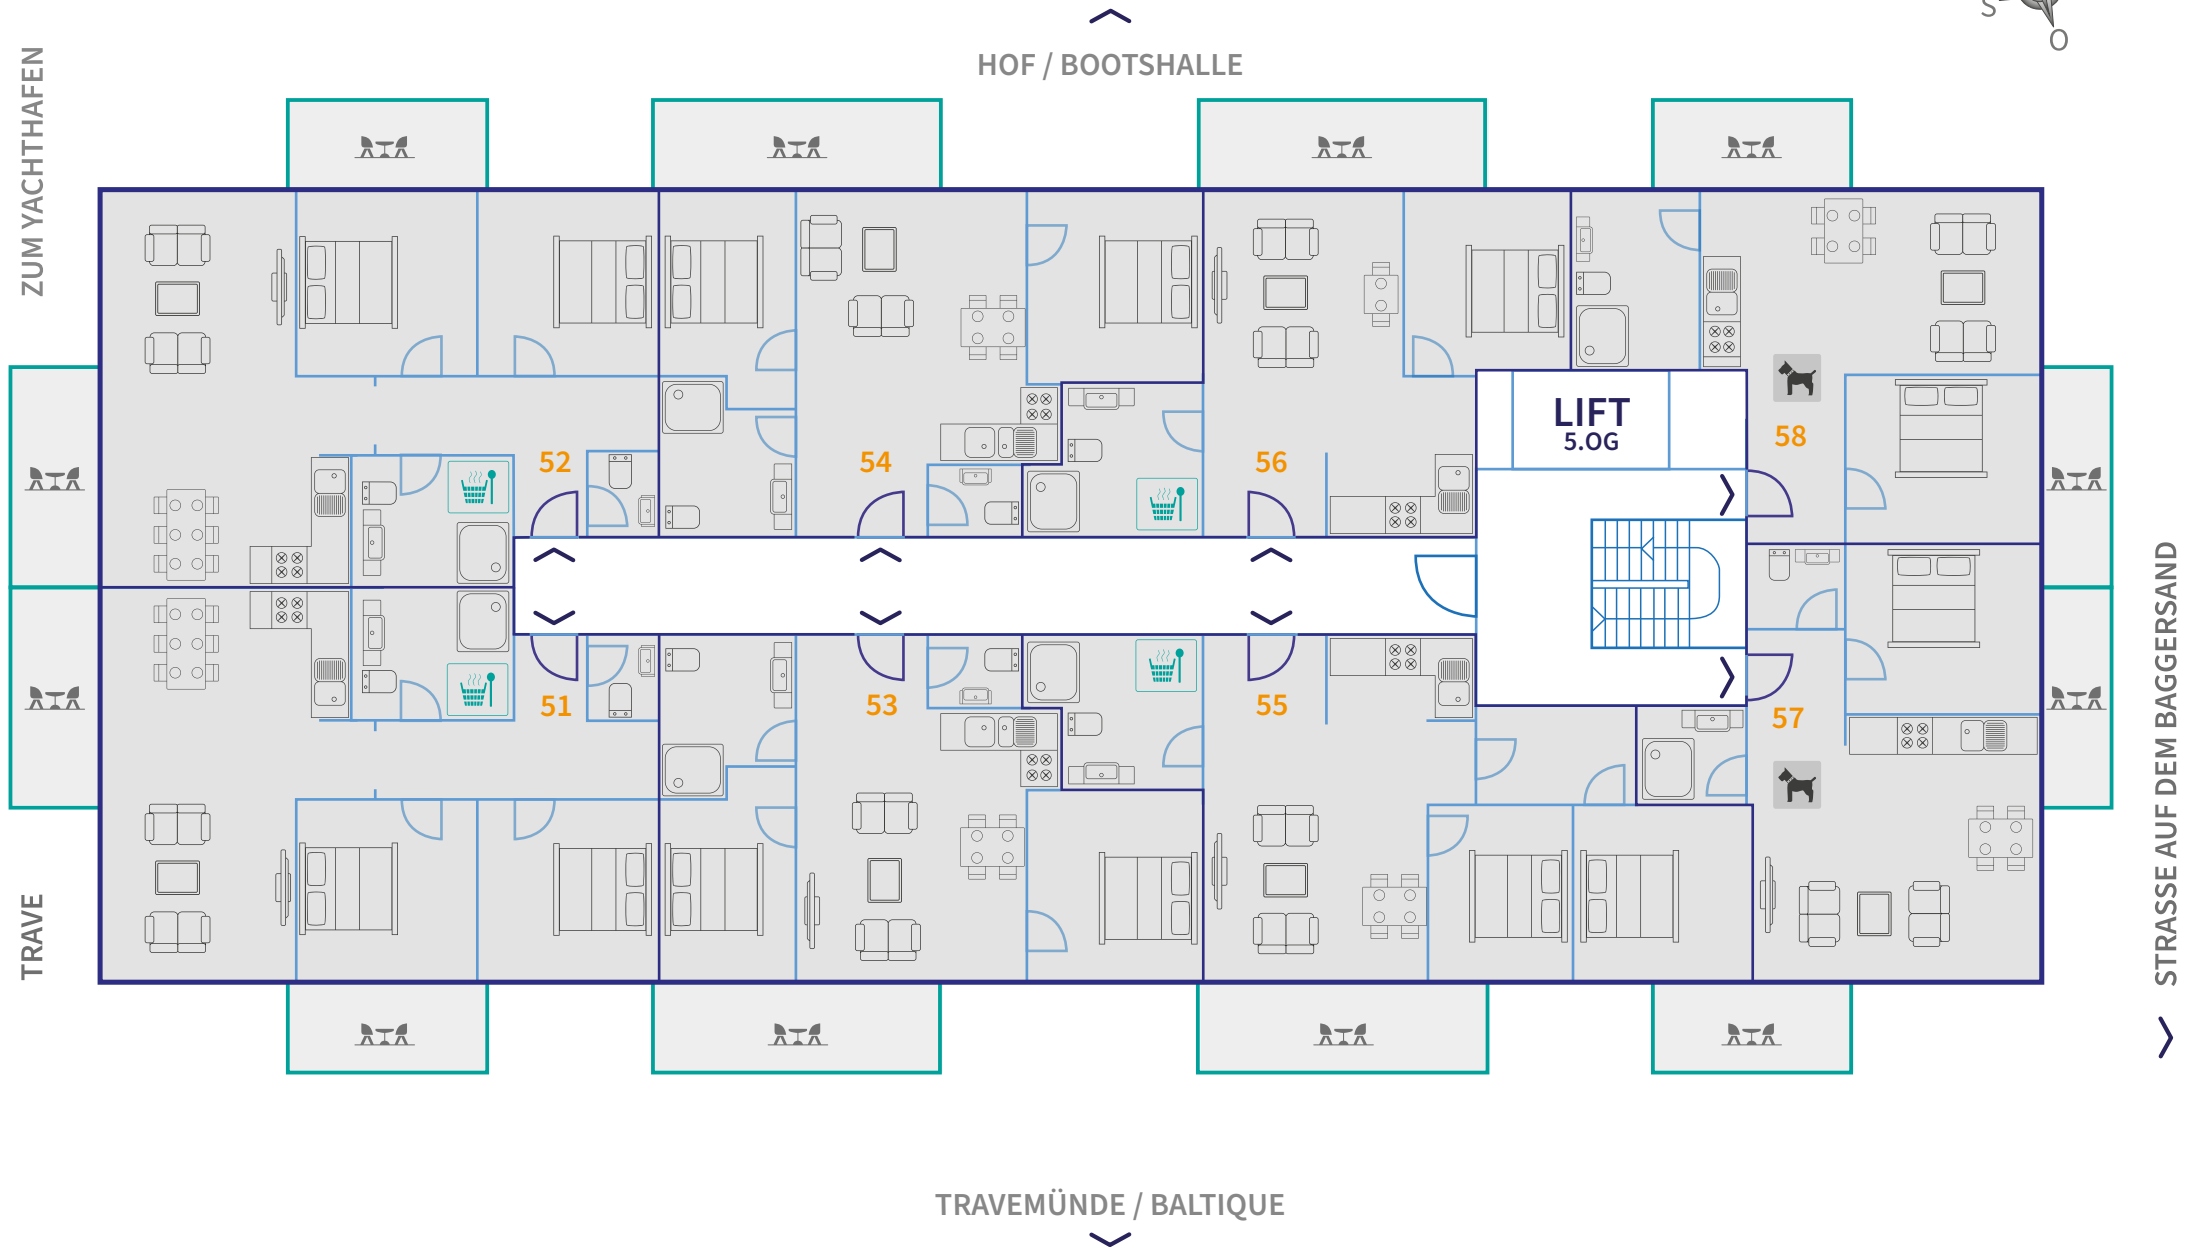 S
O
HOF / BOOTSHALLE
ZUM YACHTHAFEN
LIFT
5.OG
52
54
56
58
51
53
55
57
TRAVE
STRASSE AUF DEM BAGGERSAND
TRAVEMÜNDE / BALTIQUE